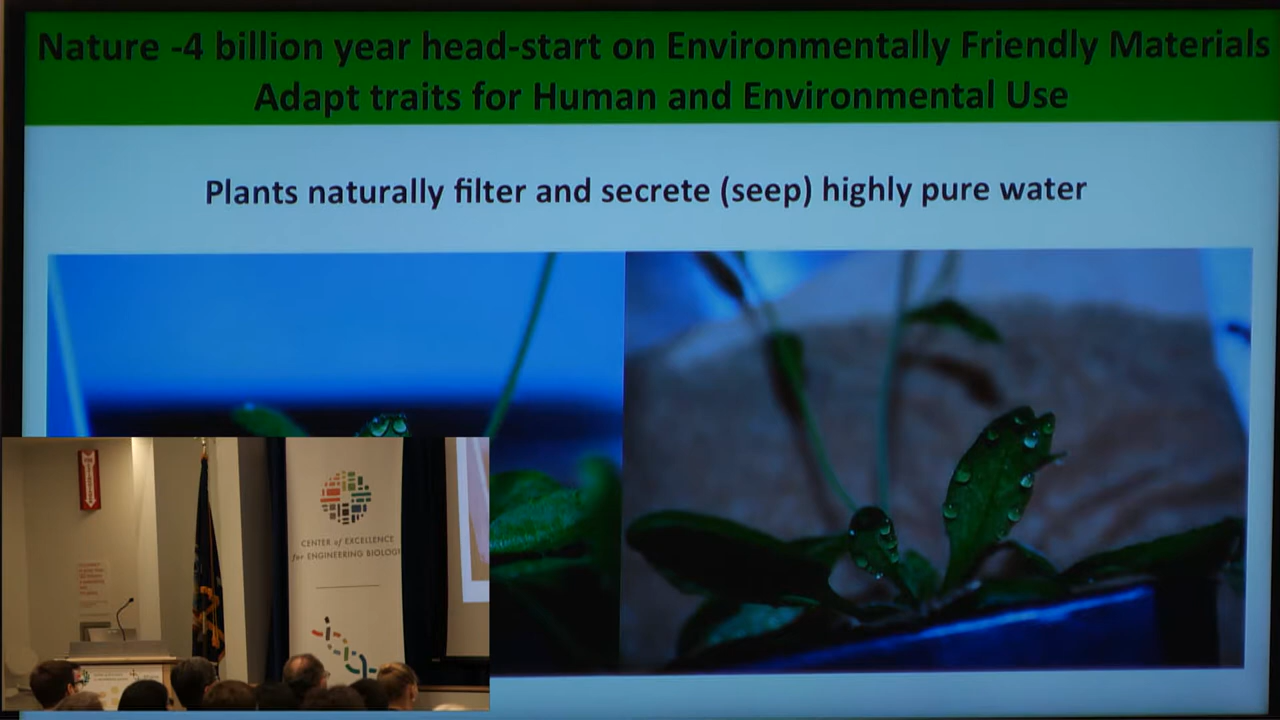 Nature -4 billion year head-start on Environmentally Friendly Materials
Adapt traits for Human and Environmental Use
Plants naturally filter and secrete (seep) highly pure water
CENTER of EXCELLENCE
for ENGINEERING BIOLOG